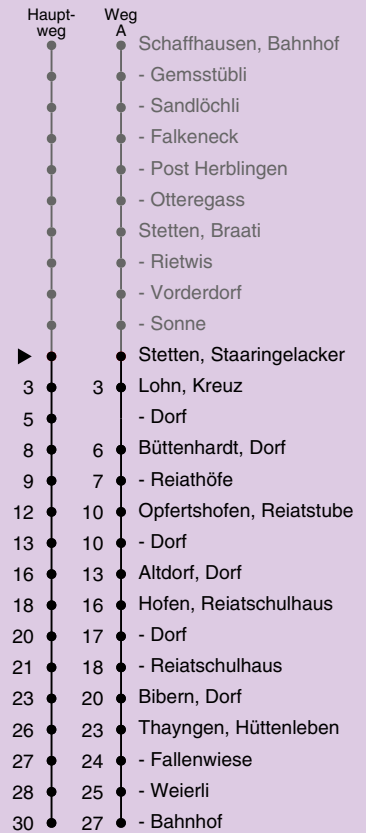 Haupt- Weg
weg A
Schaffhausen, Bahnhof
- Gemsstübli
- Sandlöchli
- Falkeneck
- Post Herblingen
- Otteregass
Stetten, Braati
- Rietwis
- Vorderdorf
- Sonne
Stetten, Staaringelacker
3 3 Lohn, Kreuz
5 - Dorf
8 6 Büttenhardt, Dorf
9 7 - Reiathöfe
12 10 Opfertshofen, Reiatstube
13 10 - Dorf
16 13 Altdorf, Dorf
18 16 Hofen, Reiatschulhaus
20 17 - Dorf
21 18 - Reiatschulhaus
23 20 Bibern, Dorf
26 23 Thayngen, Hüttenleben
27 24 - Fallenwiese
28 25 - Weierli
30 27 - Bahnhof